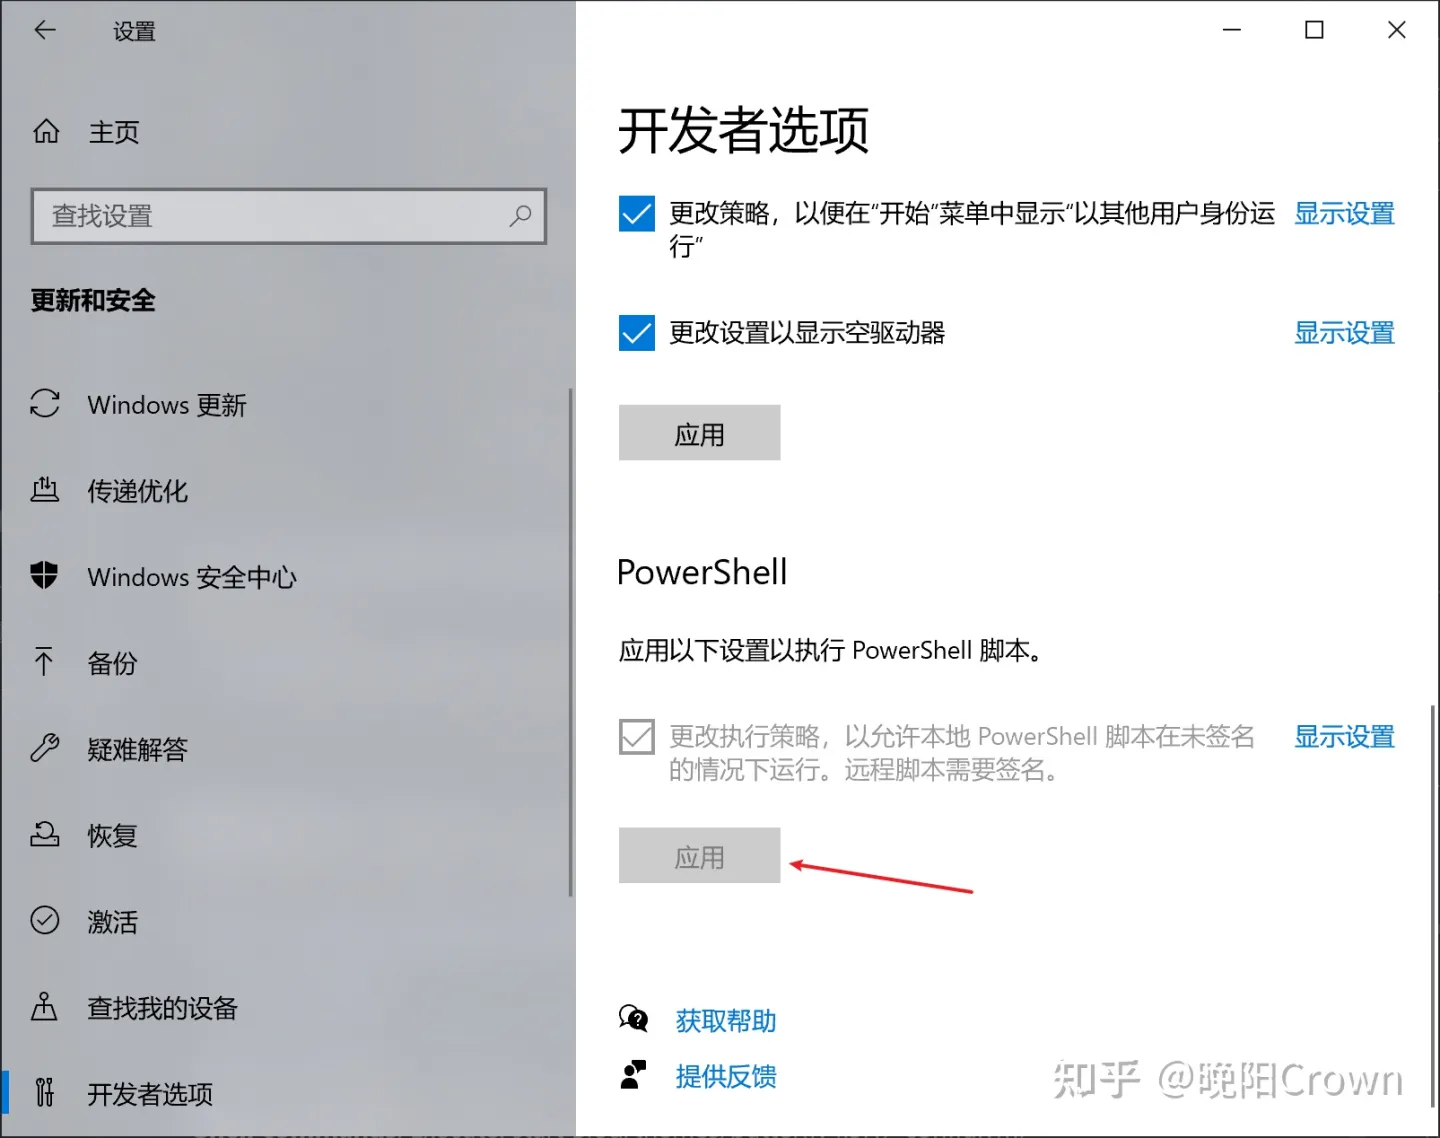 设置
主页
查找设置
更新和安全
Windows 更新
传递优化
Windows 安全中心
备份
疑难解答
恢复
激活
查找我的设备
开发者选项
开发者选项
更改策略，以便在“开始”菜单中显示“以其他用户身份运
行”
显示设置
更改设置以显示空驱动器
显示设置
应用
PowerShell
应用以下设置以执行 PowerShell 脚本。
更改执行策略，以允许本地 PowerShell 脚本在未签名
的情况下运行。远程脚本需要签名。
显示设置
应用
获取帮助
提供反馈
知乎 @晚阳Crown